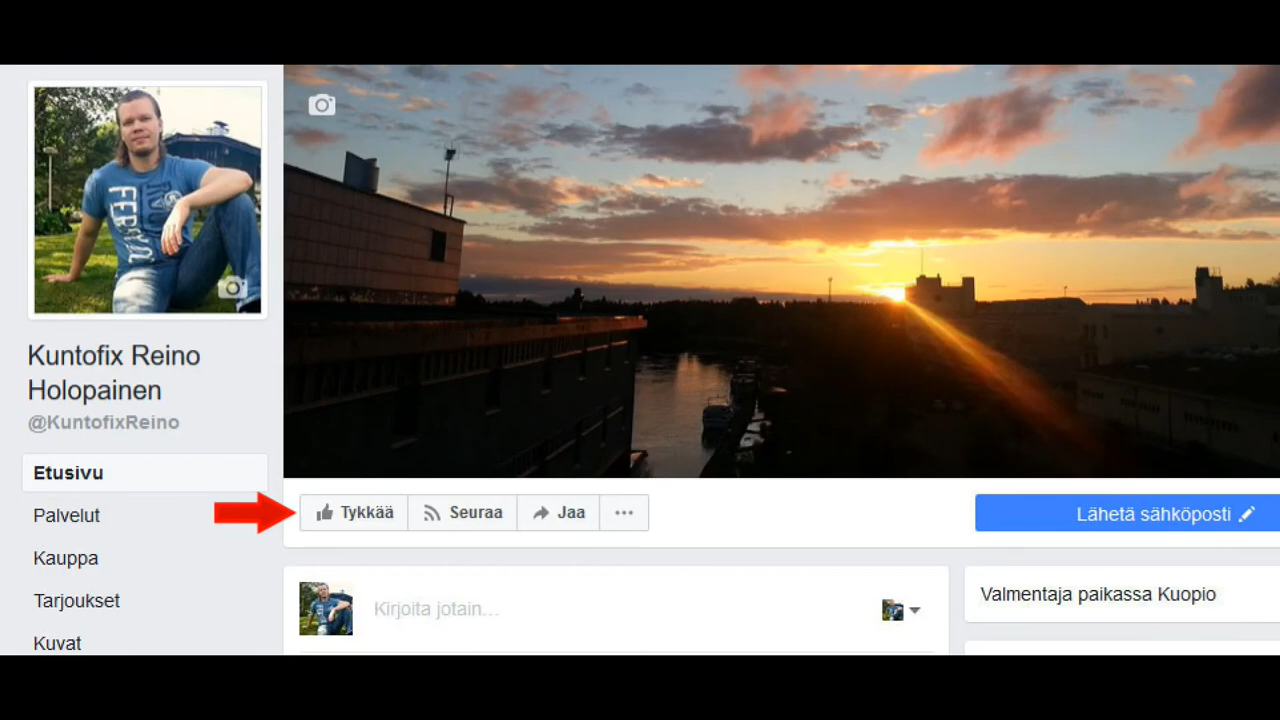 Kuntofix Reino
Holopainen
@KuntofixReino
Etusivu
Palvelut
Kauppa
Tarjoukset
Kuvat
Tykkää
Seuraa
Jaa
Lähetä sähköposti
Kirjoita jotain...
Valmentaja paikassa Kuopio